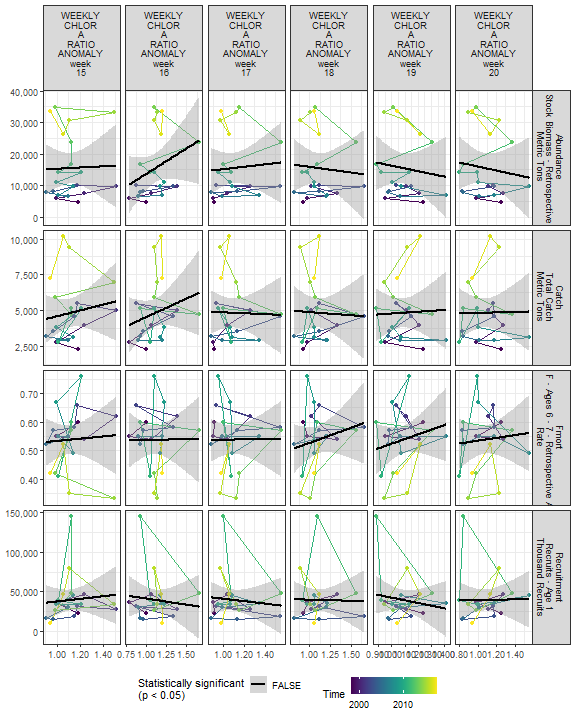 WEEKLY WEEKLY WEEKLY WEEKLY WEEKLY WEEKLY
CHLOR CHLOR CHLOR CHLOR CHLOR CHLOR
A A A A A A
RATIO RATIO RATIO RATIO RATIO RATIO
ANOMALY ANOMALY ANOMALY ANOMALY ANOMALY ANOMALY
week week week week week week
15 16 17 18 19 20
40,000
30,000
20,000
10,000
0
Abundance
Stock Biomass - Retrospective
Metric Tons
10,000
7,500
5,000
2,500
Catch
Total Catch
Metric Tons
0.70
0.60
0.50
0.40
Fmort
F - Ages 6 - 7 - Retrospective
Rate
150,000
100,000
50,000
0
Recruitment
Recruits - Age 1
Thousand Recruits
1.00 1.20 1.40
0.75 1.00 1.25 1.50
1.00 1.50
1.00 1.50
0.80 1.00 1.20 1.40
Statistically significant
(p < 0.05)
FALSE
Time
2000 2010